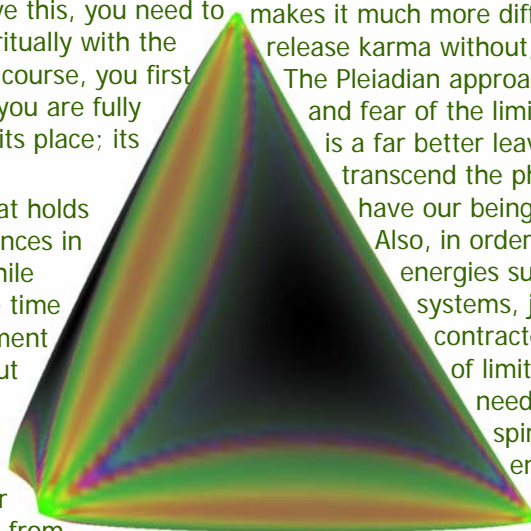 ve this, you need to
ritually with the
course, you first
you are fully
its place; its
at holds
nces in
hile
time
ment
ut
r
from
makes it much more diff
release karma without
The Pleiadian approa
and fear of the limi
is a far better leav
transcend the ph
have our being
Also, in order
energies su
systems, j
contracte
of limit
need
spi
en